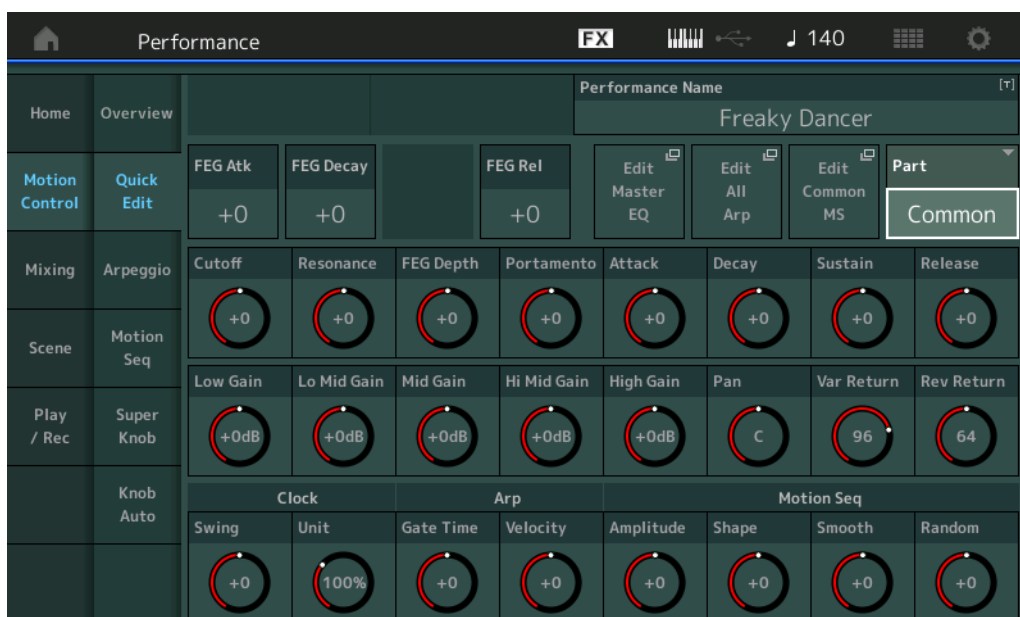 Performance FX ♩ 140
Home
Motion
Control
Mixing
Scene
Play
/ Rec
Overview
Quick
Edit
Arpeggio
Motion
Seq
Super
Knob
Knob
Auto
Performance Name [T]
Freaky Dancer
FEG Atk FEG Decay FEG Rel
+0 +0 +0
Edit
Master
EQ
Edit
All
Arp
Edit
Common
MS
Part
Common
Cutoff Resonance FEG Depth Portamento Attack Decay Sustain Release
+0 +0 +0 +0 +0 +0 +0 +0
Low Gain Lo Mid Gain Mid Gain Hi Mid Gain High Gain Pan Var Return Rev Return
+0dB +0dB +0dB +0dB +0dB C 96 64
Clock Arp Motion Seq
Swing Unit Gate Time Velocity Amplitude Shape Smooth Random
+0 100% +0 +0 +0 +0 +0 +0